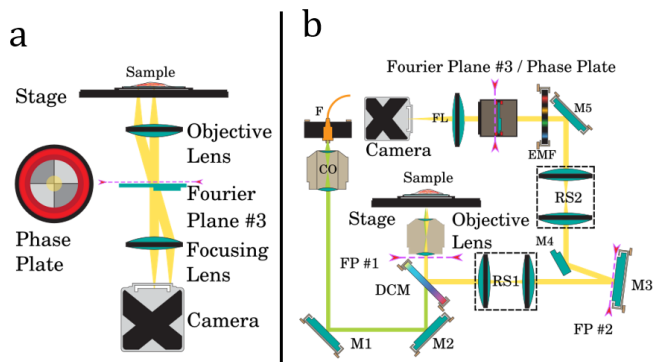 a
Sample
Stage
Objective
Lens
Fourier
Plane #3
Phase
Plate
Focusing
Lens
Camera
b
Fourier Plane #3 / Phase Plate
F
FL
M5
Camera
EMF
CO
Sample
RS2
Stage
Objective
Lens
M4
FP #1
DCM
RS1
M3
FP #2
M1
M2